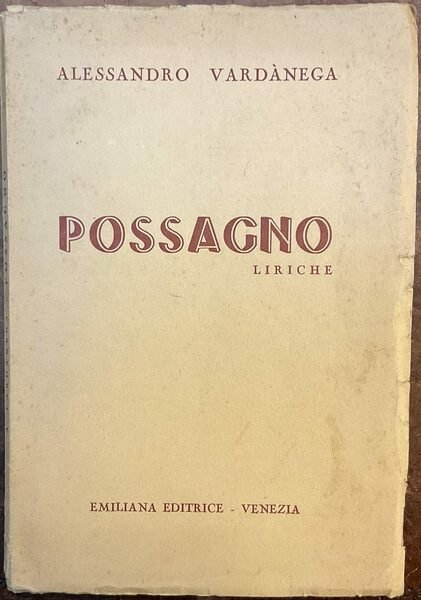 ALESSANDRO VARDÀNEGA
POSSAGNO
LIRICHE
EMILIANA EDITRICE - VENEZIA